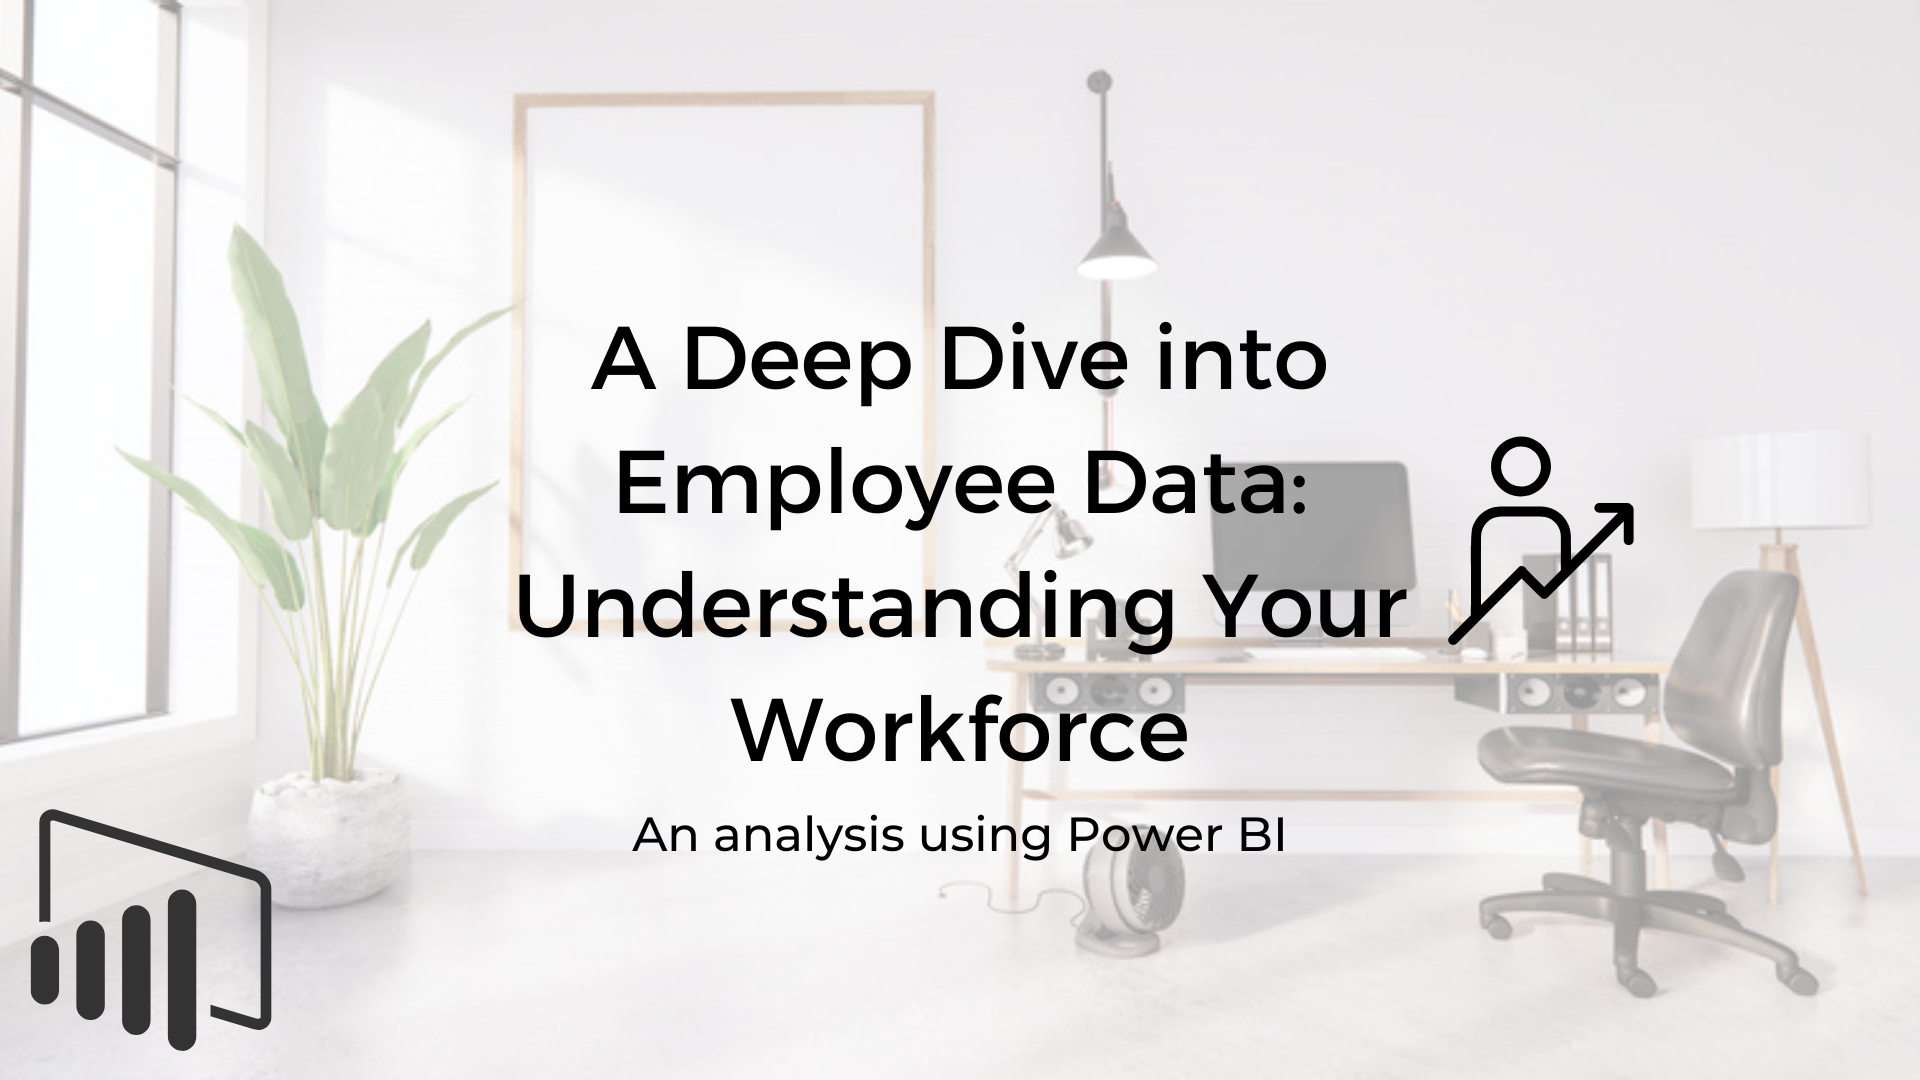 A Deep Dive into
Employee Data:
Understanding Your
Workforce
An analysis using Power BI